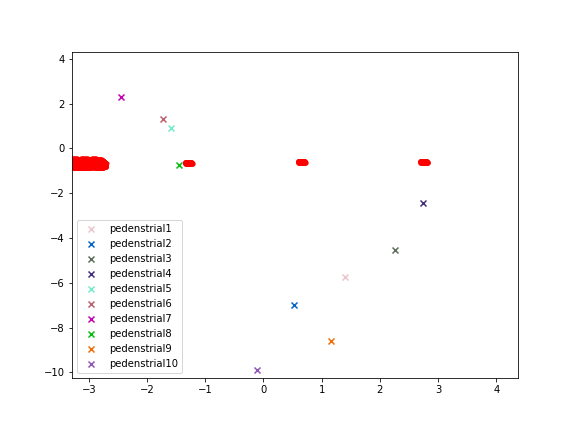 4
2
0
−2
−4
−6
−8
−10
pedenstrial1
pedenstrial2
pedenstrial3
pedenstrial4
pedenstrial5
pedenstrial6
pedenstrial7
pedenstrial8
pedenstrial9
pedenstrial10
−3 −2 −1 0 1 2 3 4